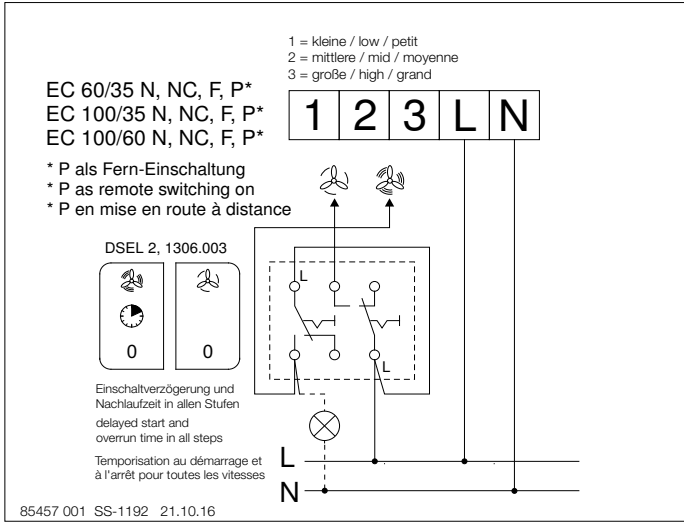 1 = kleine / low / petit
2 = mittlere / mid / moyenne
3 = große / high / grand
EC 60/35 N, NC, F, P*
EC 100/35 N, NC, F, P*
EC 100/60 N, NC, F, P*
1 2 3 L N
* P als Fern-Einschaltung
* P as remote switching on
* P en mise en route à distance
DSEL 2, 1306.003
L
0 0
L
Einschaltverzögerung und
Nachlaufzeit in allen Stufen
delayed start and
overrun time in all steps
Temporisation au démarrage et
à l'arrêt pour toutes les vitesses
L
N
85457 001 SS-1192 21.10.16